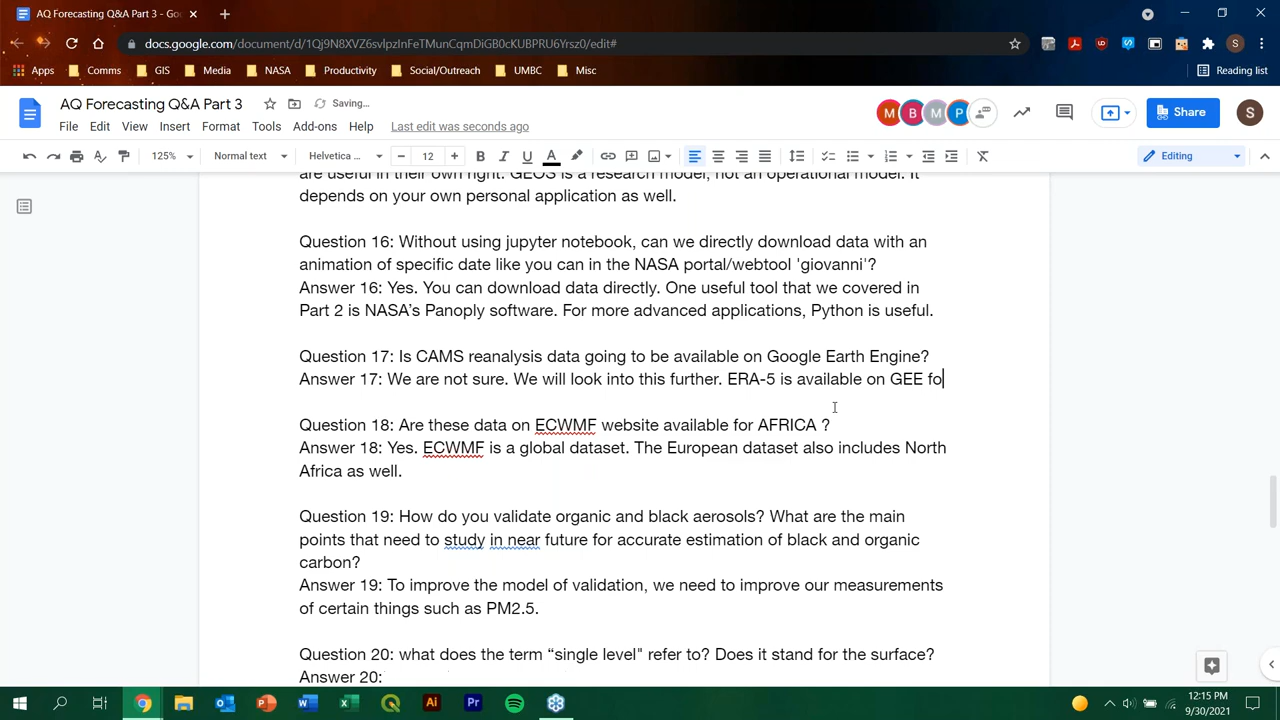 AQ Forecasting Q&A Part 3 - Go
docs.google.com/document/d/1Qj9N8XVZ6svlpzInFeTMunCqmDiGB0cKUBPRU6Yrsz0/edit#
Apps Comms GIS Media NASA Productivity Social/Outreach UMBC Misc Reading list
AQ Forecasting Q&A Part 3 Saving…
M B M P Share S
File Edit View Insert Format Tools Add-ons Help Last edit was seconds ago
125% Normal text Helvetica ... 12 B I U A Editing
are useful in their own right. GEOS is a research model, not an operational model. It
depends on your own personal application as well.
Question 16: Without using jupyter notebook, can we directly download data with an
animation of specific date like you can in the NASA portal/webtool 'giovanni'?
Answer 16: Yes. You can download data directly. One useful tool that we covered in
Part 2 is NASA's Panoply software. For more advanced applications, Python is useful.
Question 17: Is CAMS reanalysis data going to be available on Google Earth Engine?
Answer 17: We are not sure. We will look into this further. ERA-5 is available on GEE fo
Question 18: Are these data on ECWMF website available for AFRICA ?
Answer 18: Yes. ECWMF is a global dataset. The European dataset also includes North
Africa as well.
Question 19: How do you validate organic and black aerosols? What are the main
points that need to study in near future for accurate estimation of black and organic
carbon?
Answer 19: To improve the model of validation, we need to improve our measurements
of certain things such as PM2.5.
Question 20: what does the term “single level" refer to? Does it stand for the surface?
Answer 20:
12:15 PM
9/30/2021